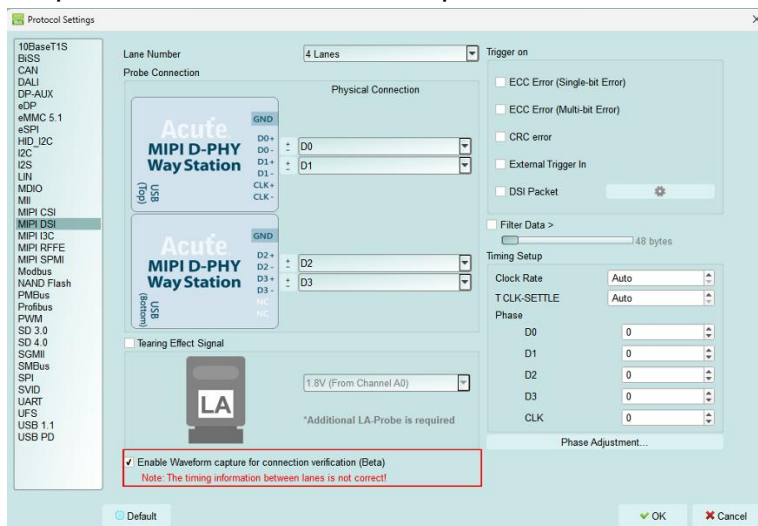 Protocol Settings
10BaseT1S
BiSS
CAN
DALI
DP-AUX
eDP
eMMC 5.1
eSPI
HID_I2C
I2C
I2S
LIN
MDIO
MII
MIPI CSI
MIPI DSI
MIPI I3C
MIPI RFFE
MIPI SPMI
Modbus
NAND Flash
PMBus
Profibus
PWM
SD 3.0
SD 4.0
SGMII
SMBus
SPI
SVID
UART
UFS
USB 1.1
USB PD
Lane Number 4 Lanes
Probe Connection
Physical Connection
Acute
MIPI D-PHY
Way Station
USB
(Top)
GND
D0+
D0-
D1+
D1-
CLK+
CLK-
± D0
± D1
Acute
MIPI D-PHY
Way Station
USB
(Bottom)
GND
D2+
D2-
D3+
D3-
NC
NC
± D2
± D3
Tearing Effect Signal
LA
1.8V (From Channel A0)
*Additional LA-Probe is required
Enable Waveform capture for connection verification (Beta)
Note: The timing information between lanes is not correct!
Trigger on
ECC Error (Single-bit Error)
ECC Error (Multi-bit Error)
CRC error
External Trigger In
DSI Packet
Filter Data >
48 bytes
Timing Setup
Clock Rate Auto
T CLK-SETTLE Auto
Phase
D0 0
D1 0
D2 0
D3 0
CLK 0
Phase Adjustment...
Default
OK
Cancel